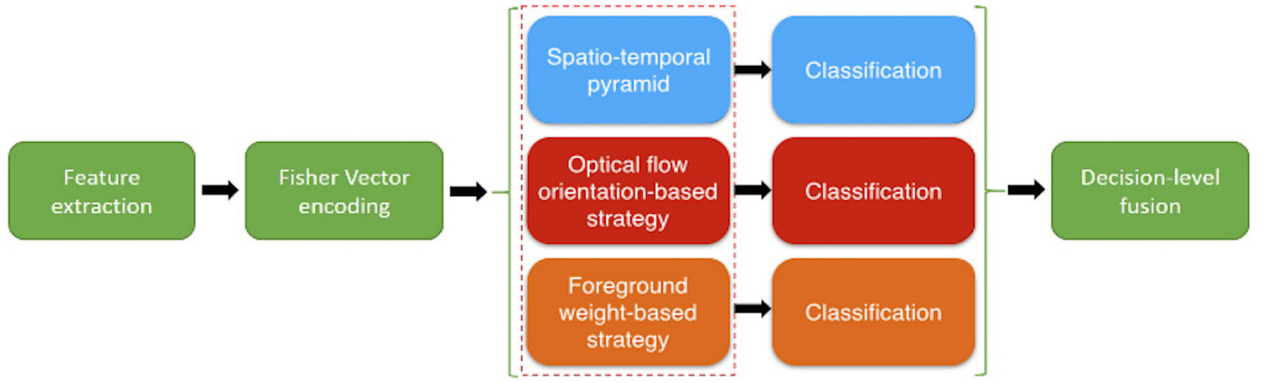 Feature
extraction
Fisher Vector
encoding
Spatio-temporal
pyramid
Classification
Optical flow
orientation-based
strategy
Classification
Foreground
weight-based
strategy
Classification
Decision-level
fusion